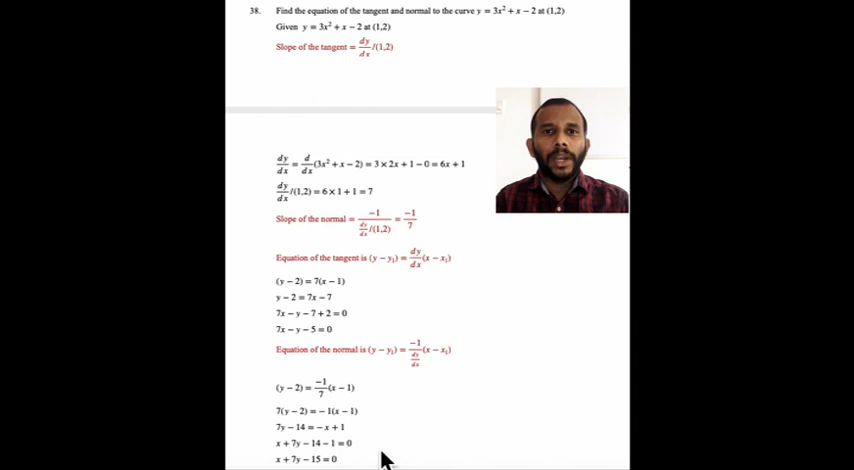 38. Find the equation of the tangent and normal to the curve y = 3x² + x − 2 at (1,2)
Given y = 3x² + x − 2 at (1,2)
Slope of the tangent = dy/dx /(1,2)
dy/dx = d/dx (3x² + x − 2) = 3 × 2x + 1 − 0 = 6x + 1
dy/dx /(1,2) = 6 × 1 + 1 = 7
Slope of the normal = −1/(dy/dx /(1,2)) = −1/7
Equation of the tangent is (y − y₁) = dy/dx (x − x₁)
(y − 2) = 7(x − 1)
y − 2 = 7x − 7
7x − y − 7 + 2 = 0
7x − y − 5 = 0
Equation of the normal is (y − y₁) = −1/(dy/dx) (x − x₁)
(y − 2) = −1/7 (x − 1)
7(y − 2) = − 1(x − 1)
7y − 14 = − x + 1
x + 7y − 14 − 1 = 0
x + 7y − 15 = 0